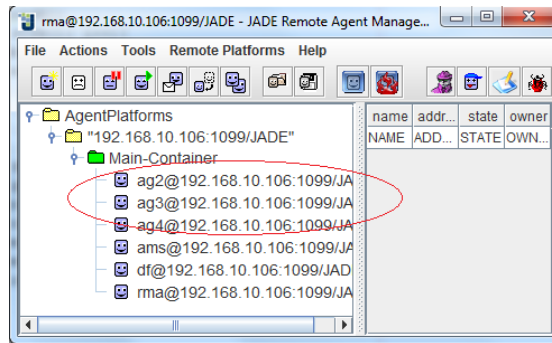 rma@192.168.10.106:1099/JADE - JADE Remote Agent Manage...
File Actions Tools Remote Platforms Help
AgentPlatforms
"192.168.10.106:1099/JADE"
Main-Container
ag2@192.168.10.106:1099/JA
ag3@192.168.10.106:1099/JA
ag4@192.168.10.106:1099/JA
ams@192.168.10.106:1099/JA
df@192.168.10.106:1099/JAD
rma@192.168.10.106:1099/JA
name addr... state owner
NAME ADD... STATE OWN...